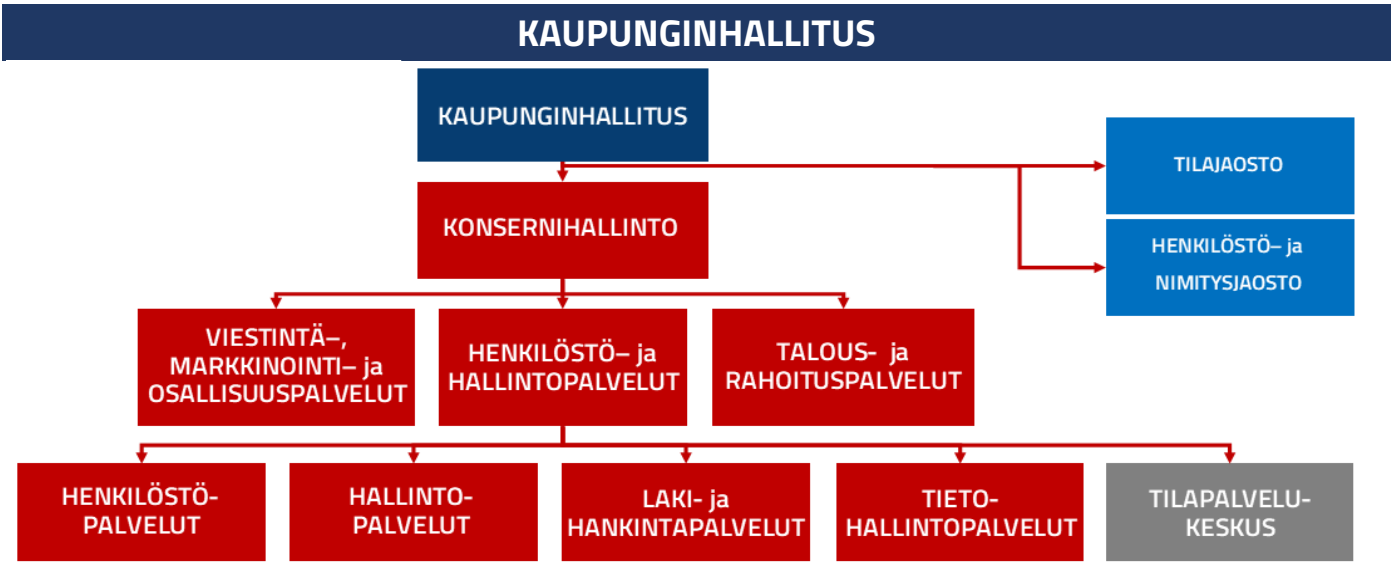 KAUPUNGINHALLITUS
KAUPUNGINHALLITUS
TILAJAOSTO
KONSERNIHALLINTO
HENKILÖSTÖ– ja
NIMITYSJAOSTO
VIESTINTÄ–,
MARKKINOINTI– ja
OSALLISUUSPALVELUT
HENKILÖSTÖ– ja
HALLINTOPALVELUT
TALOUS- ja
RAHOITUSPALVELUT
HENKILÖSTÖ-
PALVELUT
HALLINTO-
PALVELUT
LAKI- ja
HANKINTAPALVELUT
TIETO-
HALLINTOPALVELUT
TILAPALVELU-
KESKUS